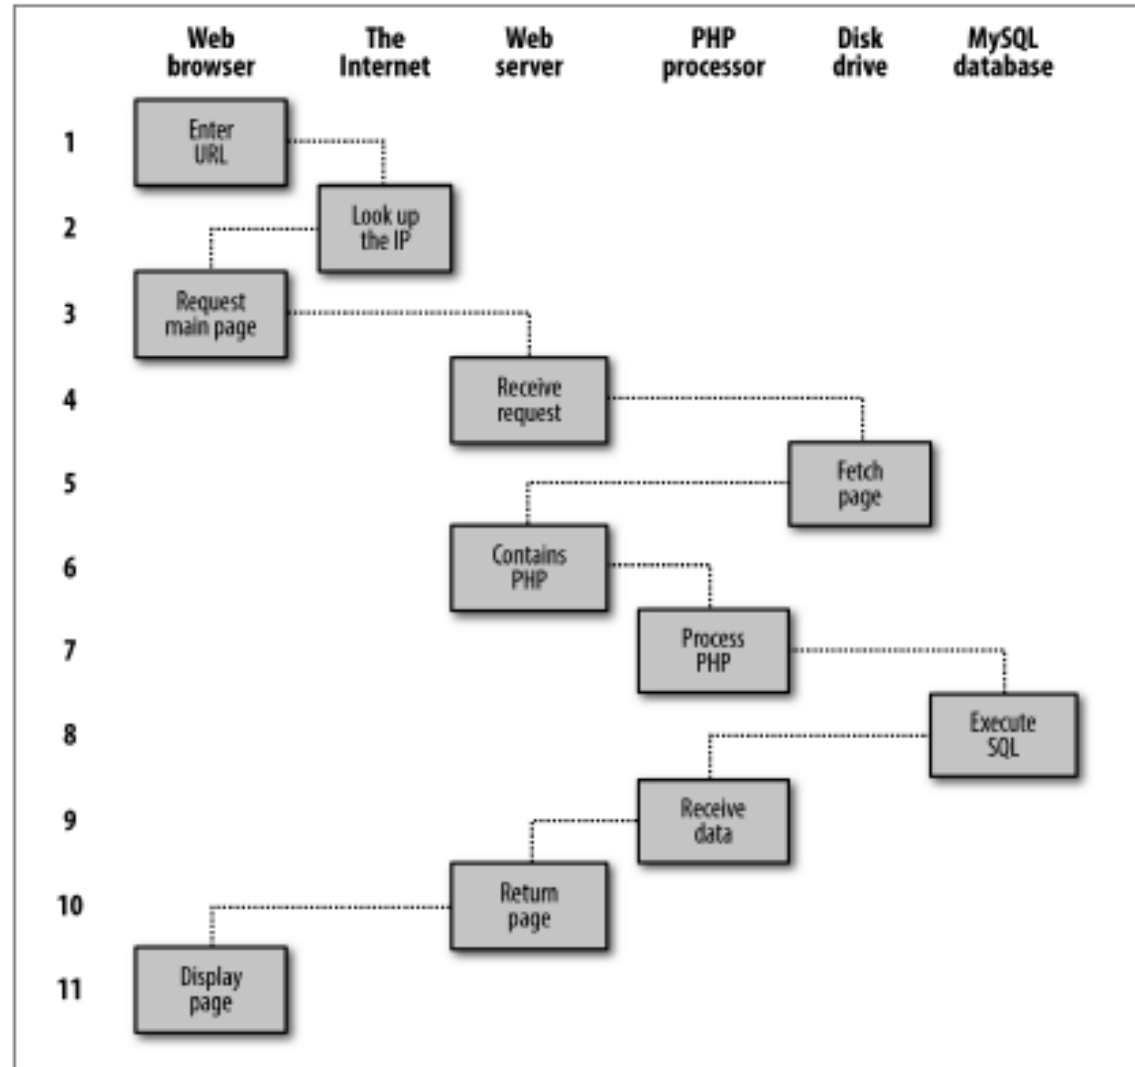 Web
browser
The
Internet
Web
server
PHP
processor
Disk
drive
MySQL
database
1
Enter
URL
2
Look up
the IP
3
Request
main page
4
Receive
request
5
Fetch
page
6
Contains
PHP
7
Process
PHP
8
Execute
SQL
9
Receive
data
10
Return
page
11
Display
page